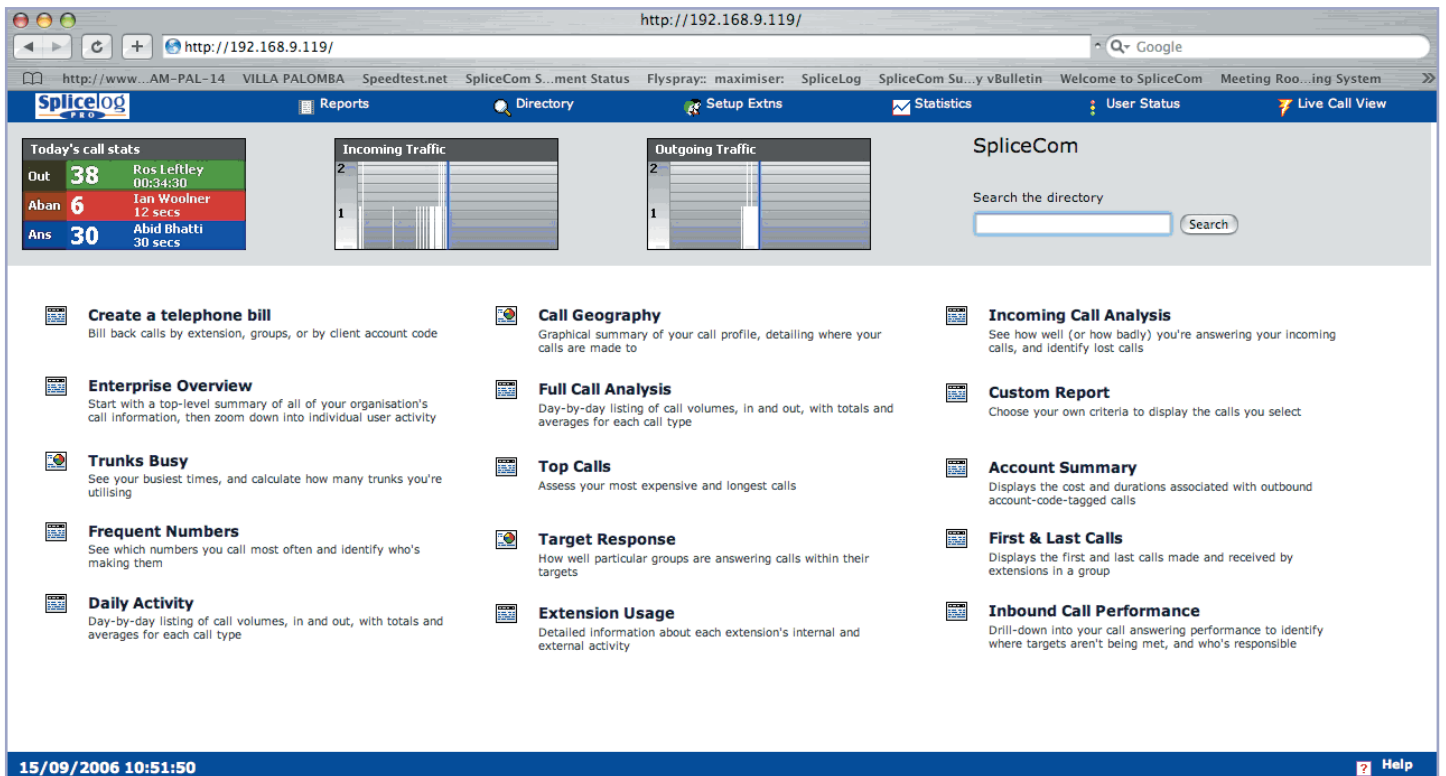 http://192.168.9.119/
http://192.168.9.119/
Google
http://www...AM-PAL-14 VILLA PALOMBA Speedtest.net SpliceCom S...ment Status Flyspray:: maximiser: SpliceLog SpliceCom Su...y vBulletin Welcome to SpliceCom Meeting Roo...ing System »
Splicelog PRO Reports Directory Setup Extns Statistics User Status Live Call View
Today's call stats
Out 38 Ros Leftley
00:34:30
Aban 6 Ian Woolner
12 secs
Ans 30 Abid Bhatti
30 secs
Incoming Traffic
2
1
Outgoing Traffic
2
1
SpliceCom
Search the directory
Search
Create a telephone bill
Bill back calls by extension, groups, or by client account code
Call Geography
Graphical summary of your call profile, detailing where your
calls are made to
Incoming Call Analysis
See how well (or how badly) you're answering your incoming
calls, and identify lost calls
Enterprise Overview
Start with a top-level summary of all of your organisation's
call information, then zoom down into individual user activity
Full Call Analysis
Day-by-day listing of call volumes, in and out, with totals and
averages for each call type
Custom Report
Choose your own criteria to display the calls you select
Trunks Busy
See your busiest times, and calculate how many trunks you're
utilising
Top Calls
Assess your most expensive and longest calls
Account Summary
Displays the cost and durations associated with outbound
account-code-tagged calls
Frequent Numbers
See which numbers you call most often and identify who's
making them
Target Response
How well particular groups are answering calls within their
targets
First & Last Calls
Displays the first and last calls made and received by
extensions in a group
Daily Activity
Day-by-day listing of call volumes, in and out, with totals and
averages for each call type
Extension Usage
Detailed information about each extension's internal and
external activity
Inbound Call Performance
Drill-down into your call answering performance to identify
where targets aren't being met, and who's responsible
15/09/2006 10:51:50
? Help